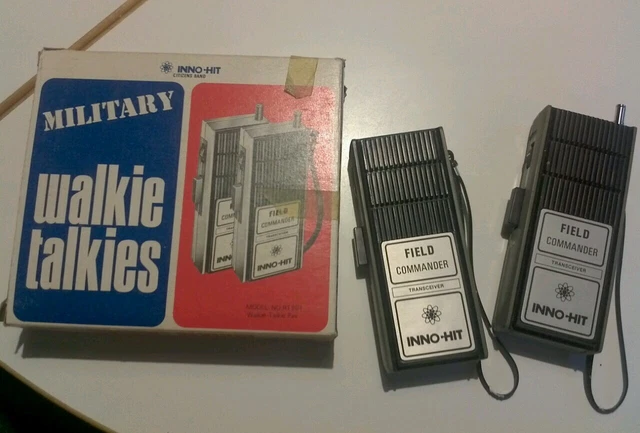 INNO-HIT
CITIZENS BAND
MILITARY
walkie
talkies
FIELD
COMMANDER
INNO-HIT
FIELD
COMMANDER
TRANSCEIVER
INNO-HIT
FIELD
COMMANDER
TRANSCEIVER
INNO-HIT